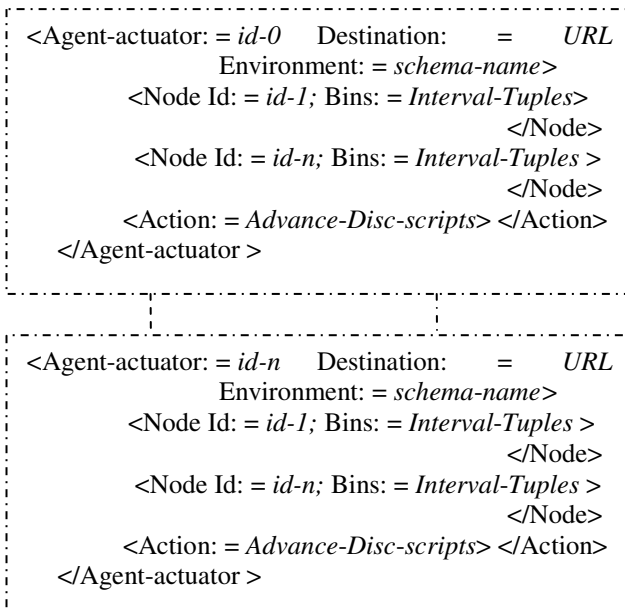 <Agent-actuator: = id-0 Destination: = URL
Environment: = schema-name>
<Node Id: = id-1; Bins: = Interval-Tuples>
</Node>
<Node Id: = id-n; Bins: = Interval-Tuples >
</Node>
<Action: = Advance-Disc-scripts> </Action>
</Agent-actuator >
<Agent-actuator: = id-n Destination: = URL
Environment: = schema-name>
<Node Id: = id-1; Bins: = Interval-Tuples >
</Node>
<Node Id: = id-n; Bins: = Interval-Tuples >
</Node>
<Action: = Advance-Disc-scripts> </Action>
</Agent-actuator >